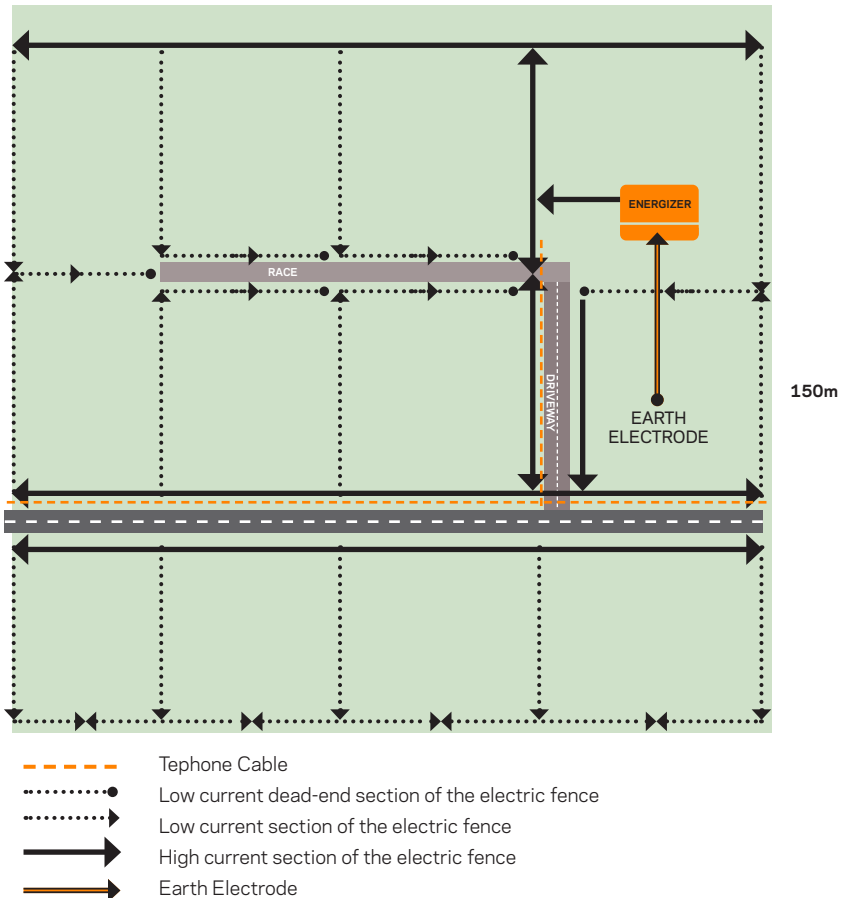 ENERGIZER
RACE
DRIVEWAY
150m
EARTH
ELECTRODE
Tephone Cable
Low current dead-end section of the electric fence
Low current section of the electric fence
High current section of the electric fence
Earth Electrode